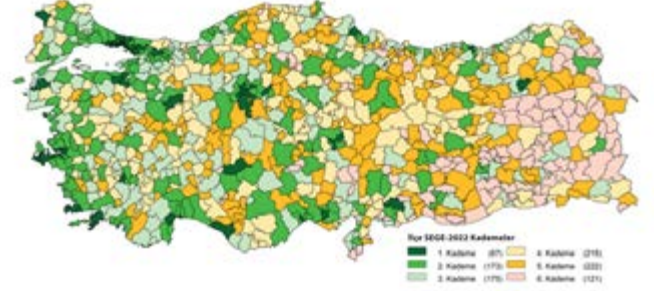 İlçe SEGE-2022 Kademeler
1. Kademe (87) 4. Kademe (215)
2. Kademe (173) 5. Kademe (222)
3. Kademe (175) 6. Kademe (121)